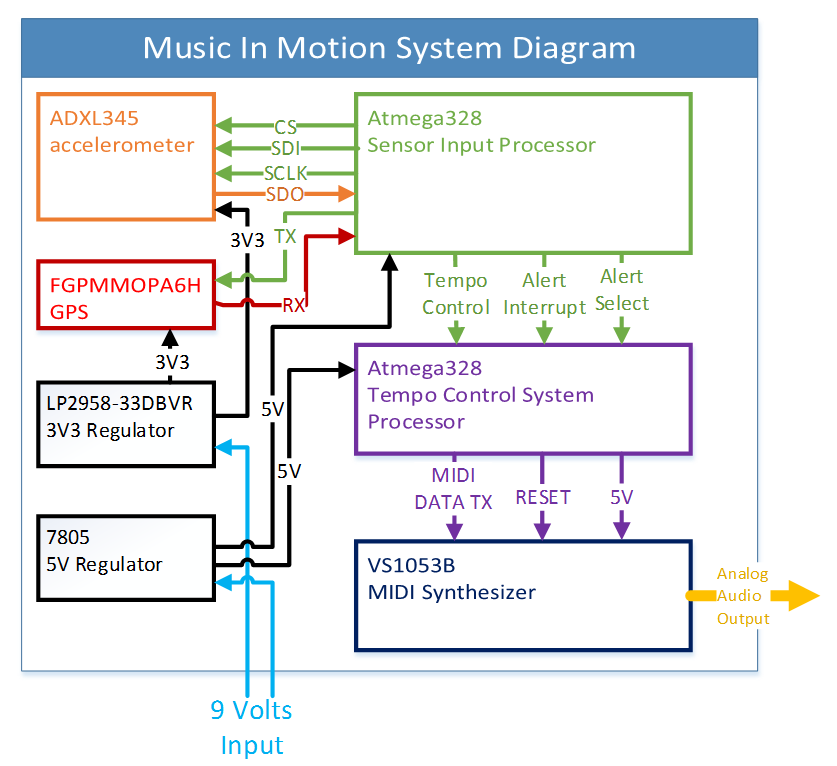 Music In Motion System Diagram
ADXL345
accelerometer
Atmega328
Sensor Input Processor
CS
SDI
SCLK
SDO
3V3
TX
FGPMMOPA6H
GPS
RX
Tempo
Control
Alert
Interrupt
Alert
Select
3V3
LP2958-33DBVR
3V3 Regulator
5V
5V
Atmega328
Tempo Control System
Processor
MIDI
DATA TX
RESET
5V
7805
5V Regulator
VS1053B
MIDI Synthesizer
Analog
Audio
Output
9 Volts
Input